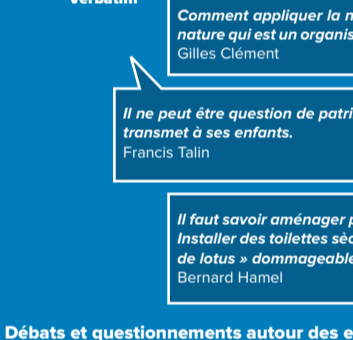 Verbatim
Comment appliquer la n
nature qui est un organis
Gilles Clément
Il ne peut être question de patri
transmet à ses enfants.
Francis Talin
Il faut savoir aménager p
Installer des toilettes sèc
de lotus » dommageable
Bernard Hamel
Débats et questionnements autour des e